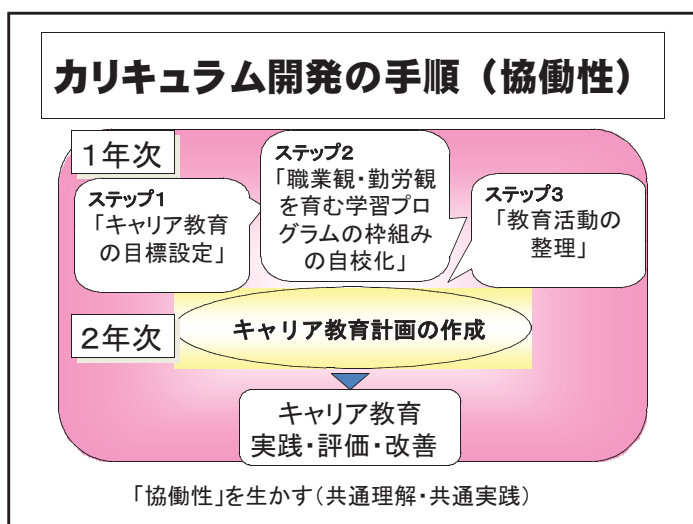 カリキュラム開発の手順（協働性）
1年次
ステップ1
「キャリア教育
の目標設定」
ステップ2
「職業観・勤労観
を育む学習プロ
グラムの枠組み
の自校化」
ステップ3
「教育活動の
整理」
2年次
キャリア教育計画の作成
キャリア教育
実践・評価・改善
「協働性」を生かす（共通理解・共通実践）